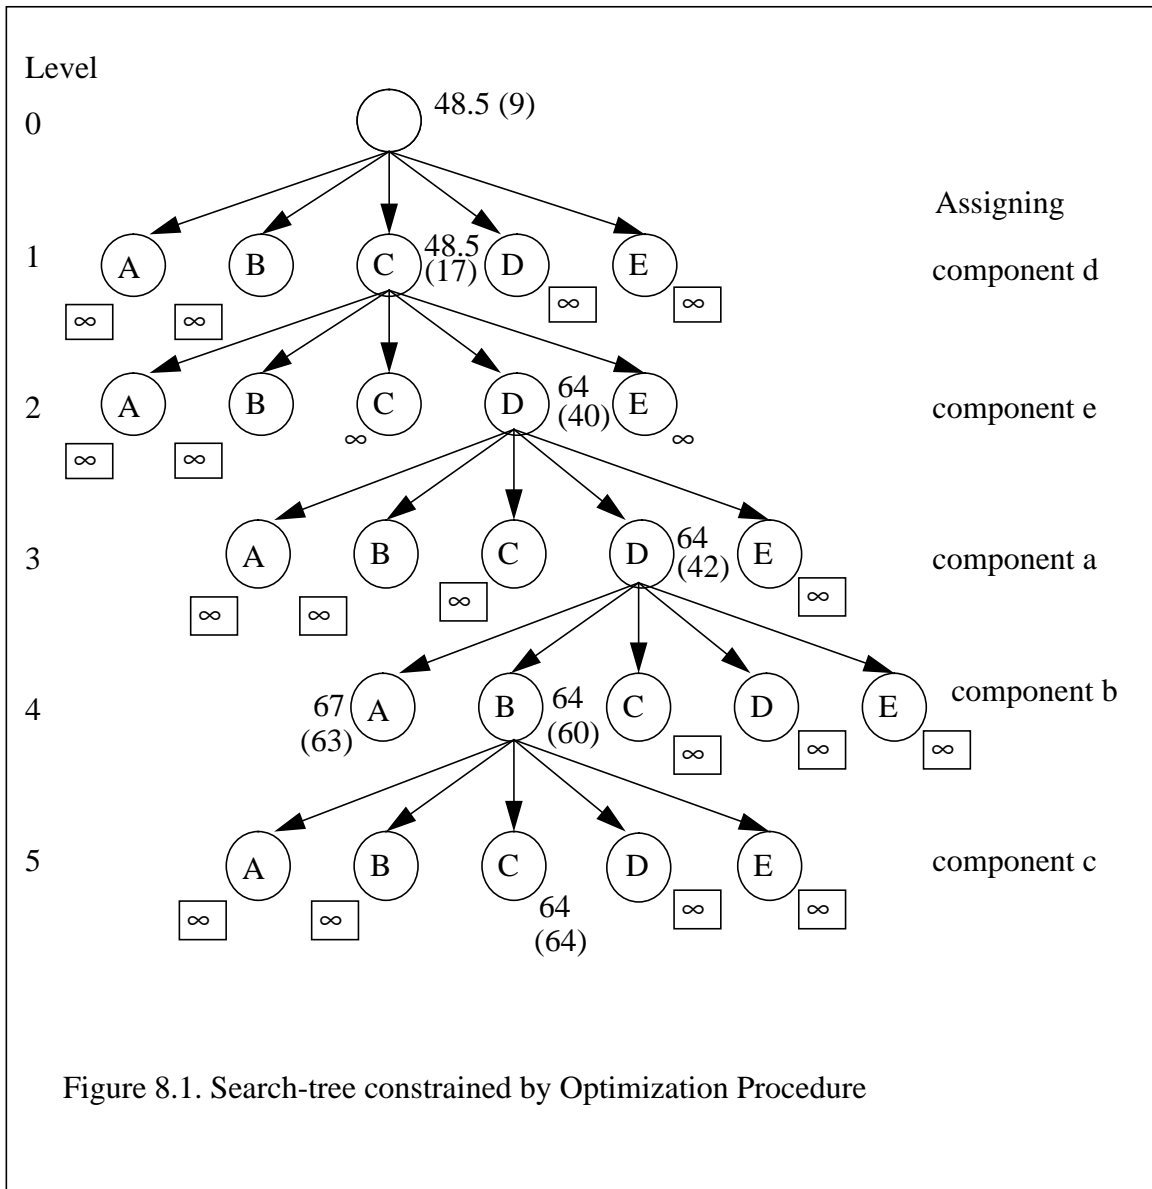 Level
0
48.5 (9)
Assigning
1
A
B
C
48.5
(17)
D
E
component d
∞
∞
∞
∞
2
A
B
C
D
64
(40)
E
component e
∞
∞
∞
∞
3
A
B
C
D
64
(42)
E
component a
∞
∞
∞
∞
4
67
(63)
A
B
64
(60)
C
D
E
component b
∞
∞
∞
5
A
B
C
D
E
component c
∞
∞
64
(64)
∞
∞
Figure 8.1. Search-tree constrained by Optimization Procedure